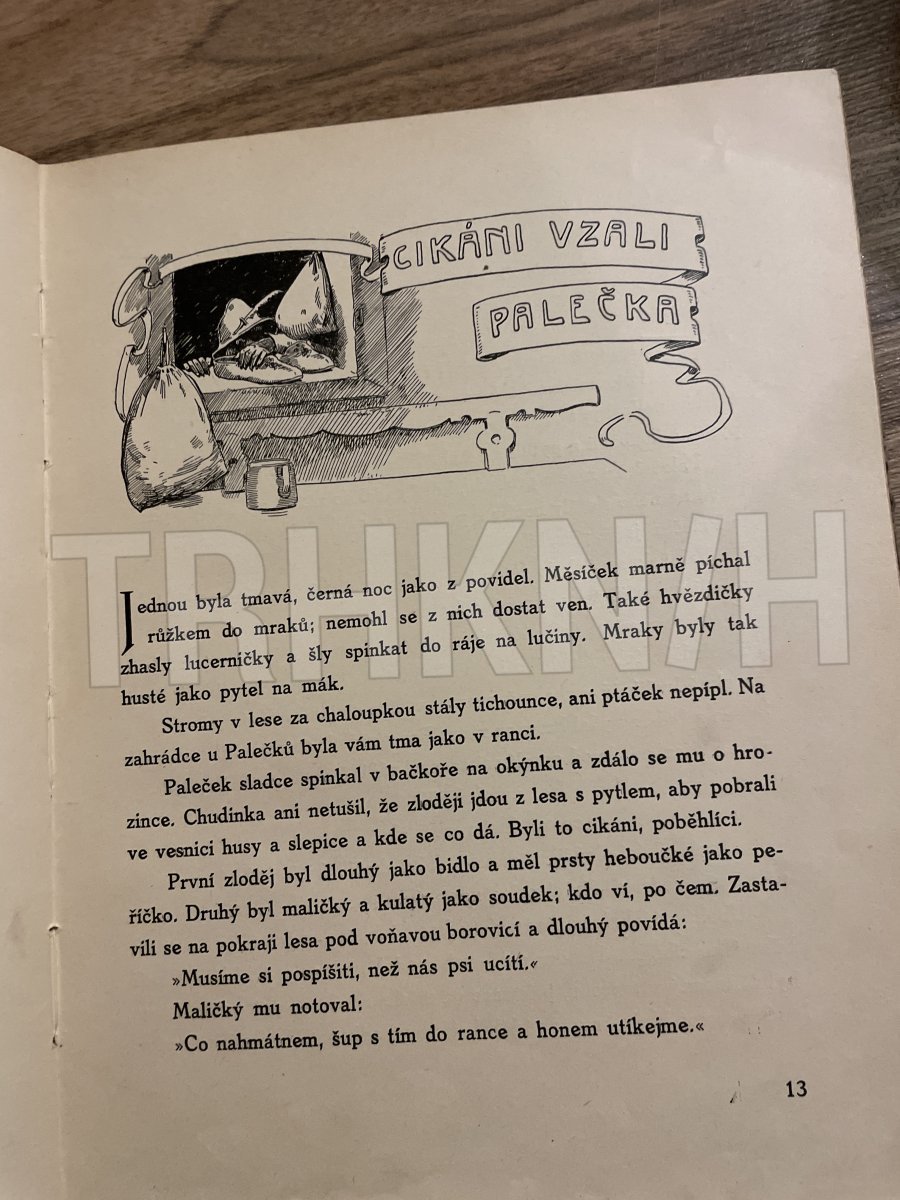 CIKÁNI VZALI
PALEČKA
Jednou byla tmavá, černá noc jako z povidel. Měsíček marně píchal
růžkem do mraků; nemohl se z nich dostat ven. Také hvězdičky
zhasly lucerničky a šly spinkat do ráje na lučiny. Mraky byly tak
husté jako pytel na mák.
Stromy v lese za chaloupkou stály tichounce, ani ptáček nepípl. Na
zahrádce u Palečků byla vám tma jako v ranci.
Paleček sladce spinkal v bačkoře na okýnku a zdálo se mu o hro-
zince. Chudinka ani netušil, že zloději jdou z lesa s pytlem, aby pobrali
ve vesnici husy a slepice a kde se co dá. Byli to cikáni, poběhlíci.
První zloděj byl dlouhý jako bidlo a měl prsty heboučké jako pe-
říčko. Druhý byl maličký a kulatý jako soudek; kdo ví, po čem. Zasta-
vili se na pokraji lesa pod voňavou borovicí a dlouhý povídá:
»Musíme si pospíšiti, než nás psi ucítí.«
Maličký mu notoval:
»Co nahmátnem, šup s tím do rance a honem utíkejme.«
13
TRHKNIH